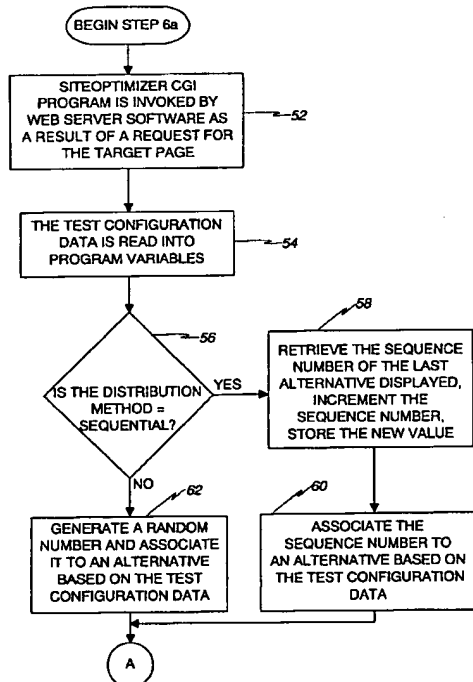 BEGIN STEP 6a
SITEOPTIMIZER CGI
PROGRAM IS INVOKED BY
WEB SERVER SOFTWARE AS
A RESULT OF A REQUEST FOR
THE TARGET PAGE
52
THE TEST CONFIGURATION
DATA IS READ INTO
PROGRAM VARIABLES
54
56
IS THE DISTRIBUTION
METHOD =
SEQUENTIAL?
YES
NO
58
RETRIEVE THE SEQUENCE
NUMBER OF THE LAST
ALTERNATIVE DISPLAYED,
INCREMENT THE
SEQUENCE NUMBER,
STORE THE NEW VALUE
62
GENERATE A RANDOM
NUMBER AND ASSOCIATE
IT TO AN ALTERNATIVE
BASED ON THE TEST
CONFIGURATION DATA
60
ASSOCIATE THE
SEQUENCE NUMBER TO
AN ALTERNATIVE BASED ON
THE TEST CONFIGURATION
DATA
A